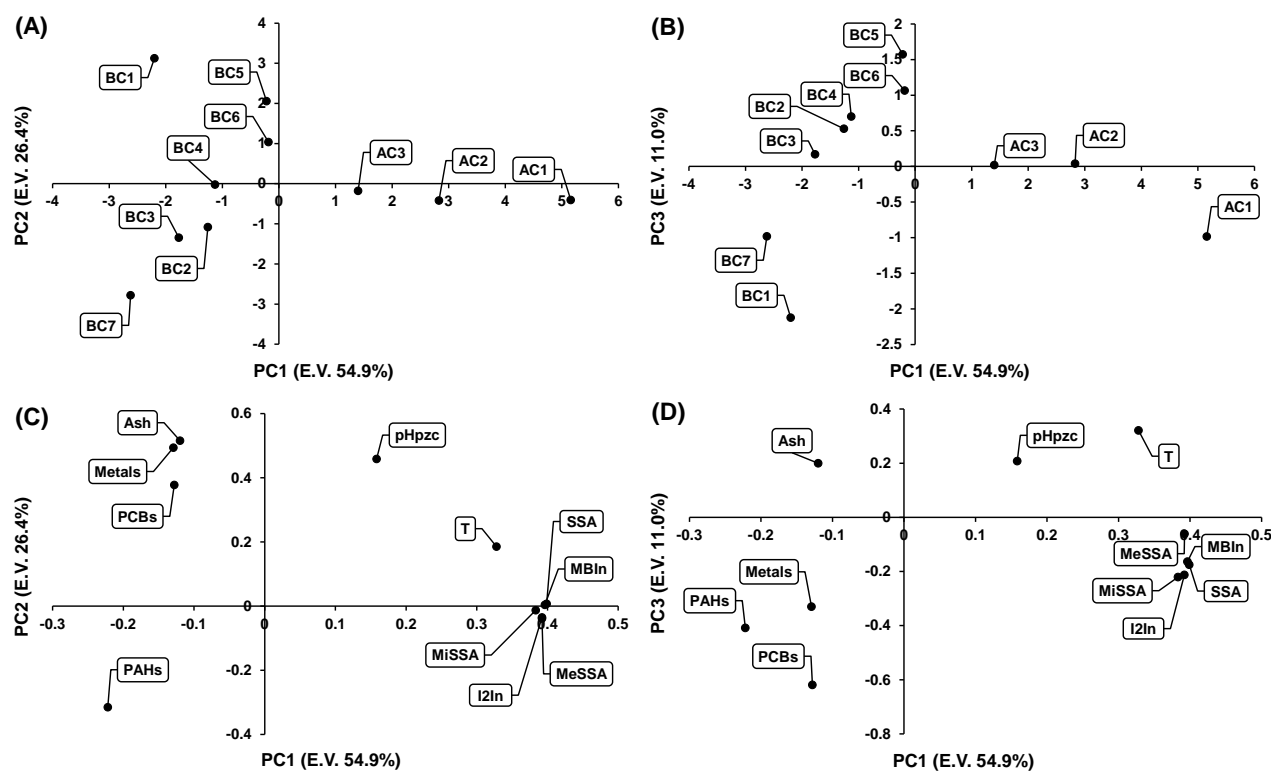 (A)
4
3
2
1
0
-1
-2
-3
-4
-4 -3 -2 -1 0 1 2 3 4 5 6
PC2 (E.V. 26.4%)
PC1 (E.V. 54.9%)
BC1
BC5
BC6
BC4
AC3
AC2
AC1
BC3
BC2
BC7
(B)
2
1.5
1
0.5
0
-0.5
-1
-1.5
-2
-2.5
-4 -3 -2 -1 0 1 2 3 4 5 6
PC3 (E.V. 11.0%)
PC1 (E.V. 54.9%)
BC5
BC6
BC4
BC2
BC3
AC3
AC2
AC1
BC7
BC1
(C)
0.6
0.4
0.2
0
-0.2
-0.4
-0.3 -0.2 -0.1 0 0.1 0.2 0.3 0.4 0.5
PC2 (E.V. 26.4%)
PC1 (E.V. 54.9%)
Ash
Metals
PCBs
pHpzc
T
SSA
MBIn
MiSSA
MeSSA
I2In
PAHs
(D)
0.4
0.2
0
-0.2
-0.4
-0.6
-0.8
-0.3 -0.2 -0.1 0 0.1 0.2 0.3 0.4 0.5
PC3 (E.V. 11.0%)
PC1 (E.V. 54.9%)
Ash
pHpzc
T
MeSSA
MBIn
MiSSA
SSA
I2In
Metals
PAHs
PCBs